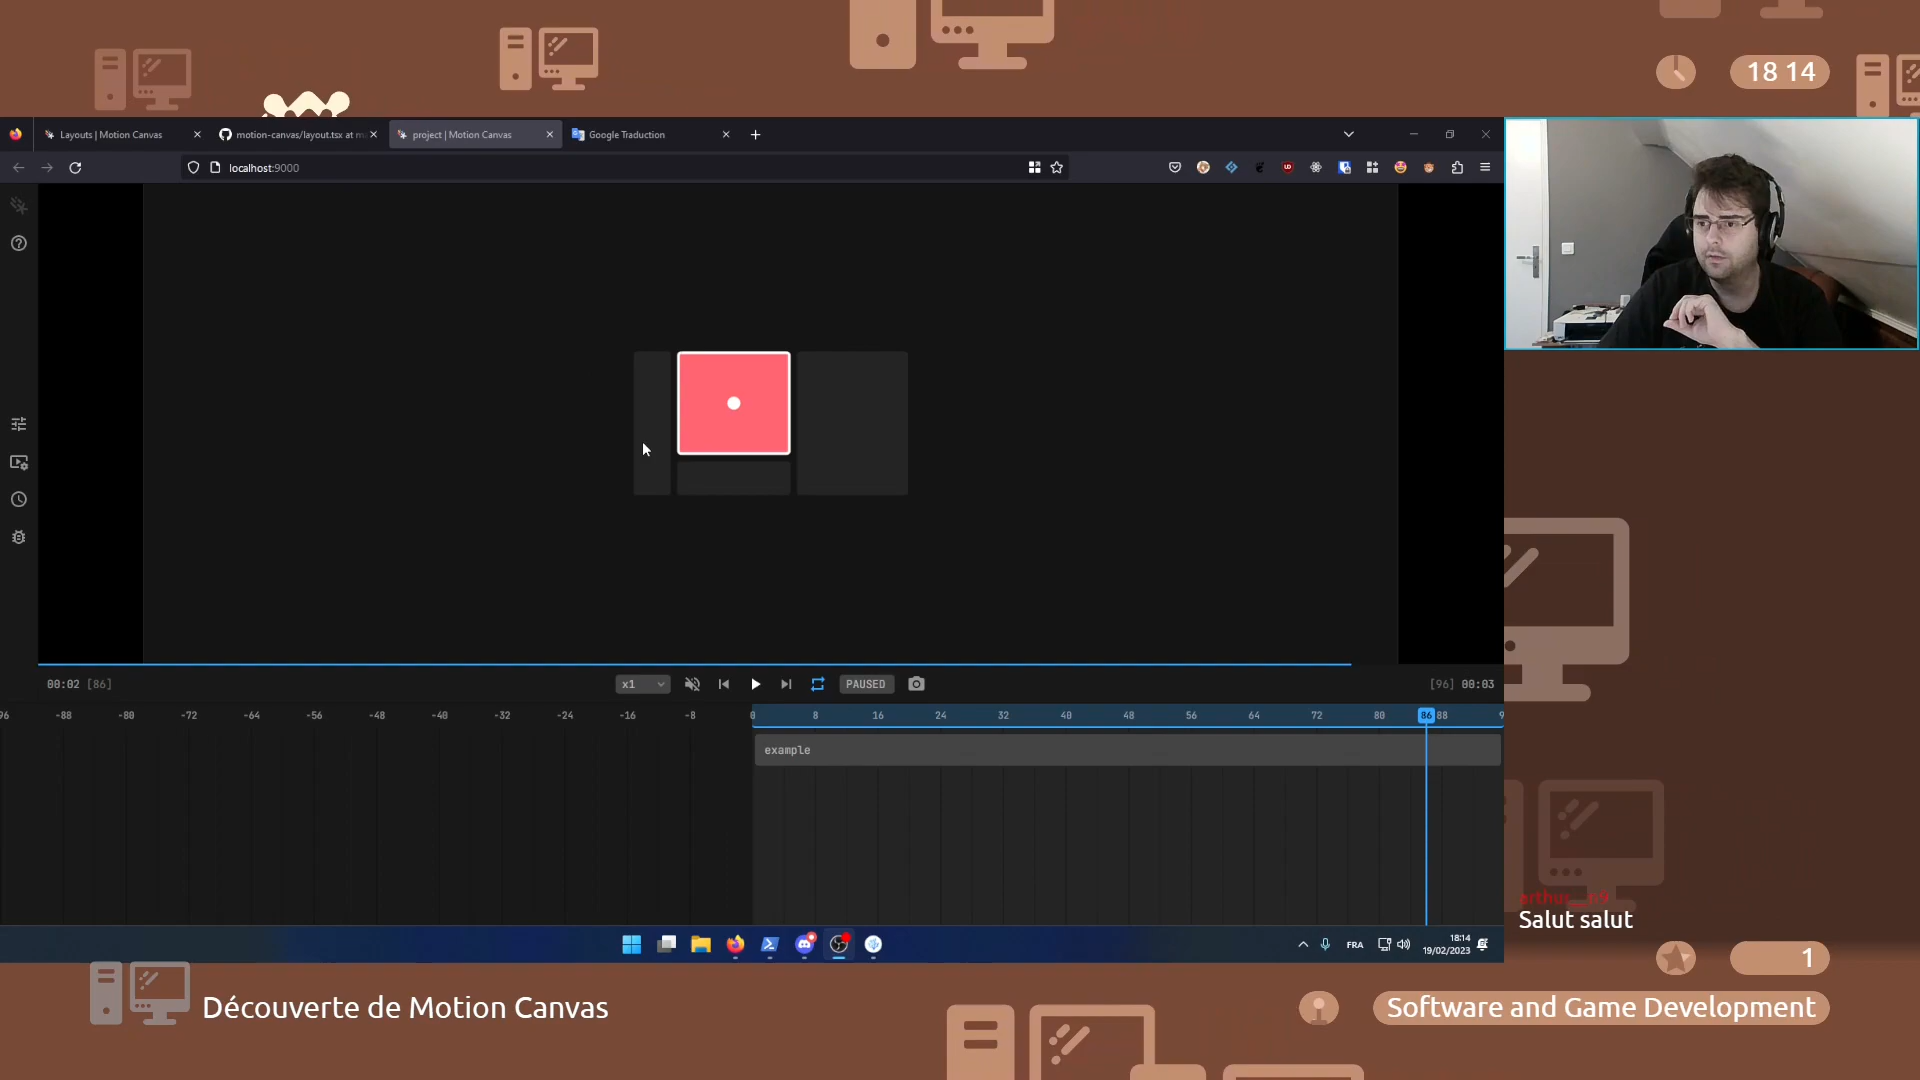 18 14
Layouts | Motion Canvas
motion-canvas/layout.tsx at m
project | Motion Canvas
Google Traduction
localhost:9000
00:02 [86]
x1
PAUSED
[96] 00:03
96 -88 -80 -72 -64 -56 -48 -40 -32 -24 -16 -8 0 8 16 24 32 40 48 56 64 72 80 86 88 9
example
arthur__n9
Salut salut
FRA
18:14
19/02/2023
1
Découverte de Motion Canvas
Software and Game Development